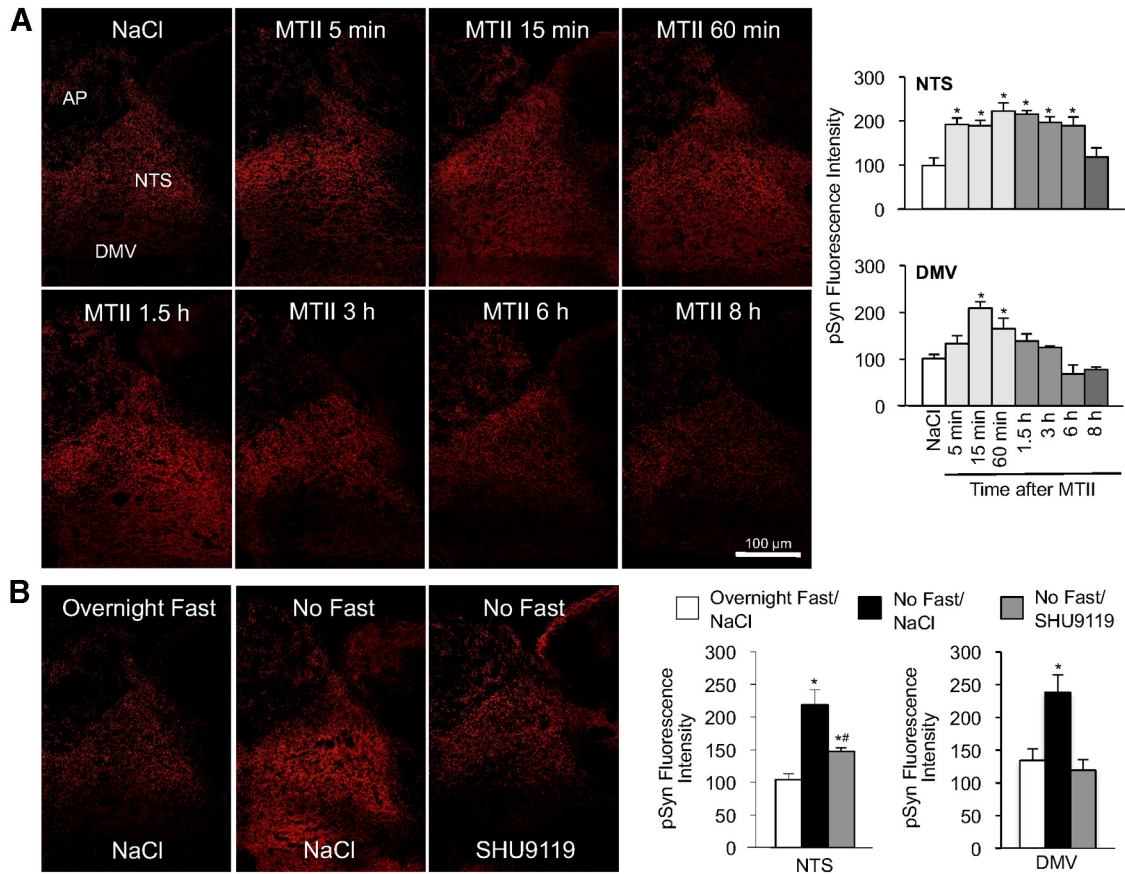 A
NaCl
MTII 5 min
MTII 15 min
MTII 60 min
AP
NTS
DMV
MTII 1.5 h
MTII 3 h
MTII 6 h
MTII 8 h
100 µm
pSyn Fluorescence Intensity
300
NTS
200
100
0
* * * * * *
300
DMV
200
100
0
* *
NaCl
5 min
15 min
60 min
1.5 h
3 h
6 h
8 h
Time after MTII
B
Overnight Fast
No Fast
No Fast
NaCl
NaCl
SHU9119
Overnight Fast/
NaCl
No Fast/
NaCl
No Fast/
SHU9119
pSyn Fluorescence
Intensity
300
250
200
150
100
50
0
*
*#
NTS
pSyn Fluorescence
Intensity
300
250
200
150
100
50
0
*
DMV